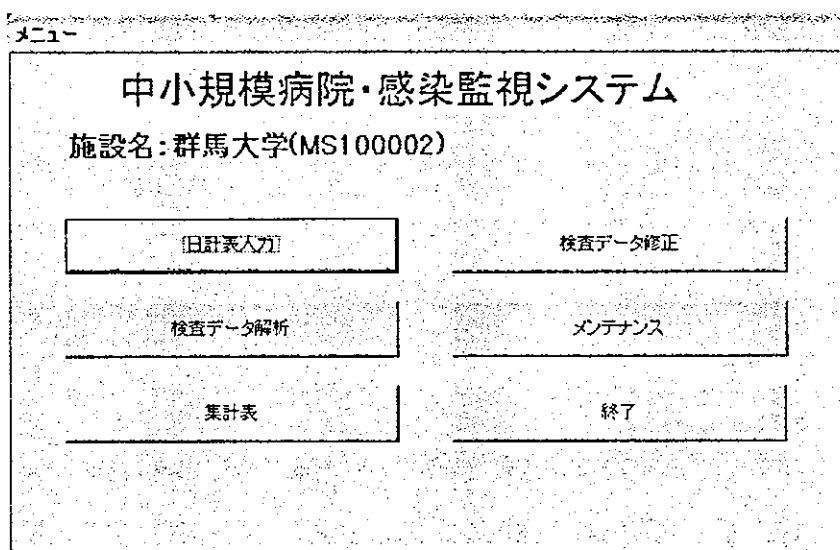 メニュー
中小規模病院・感染監視システム
施設名:群馬大学(MS100002)
日計表入力
検査データ修正
検査データ解析
メンテナンス
集計表
終了